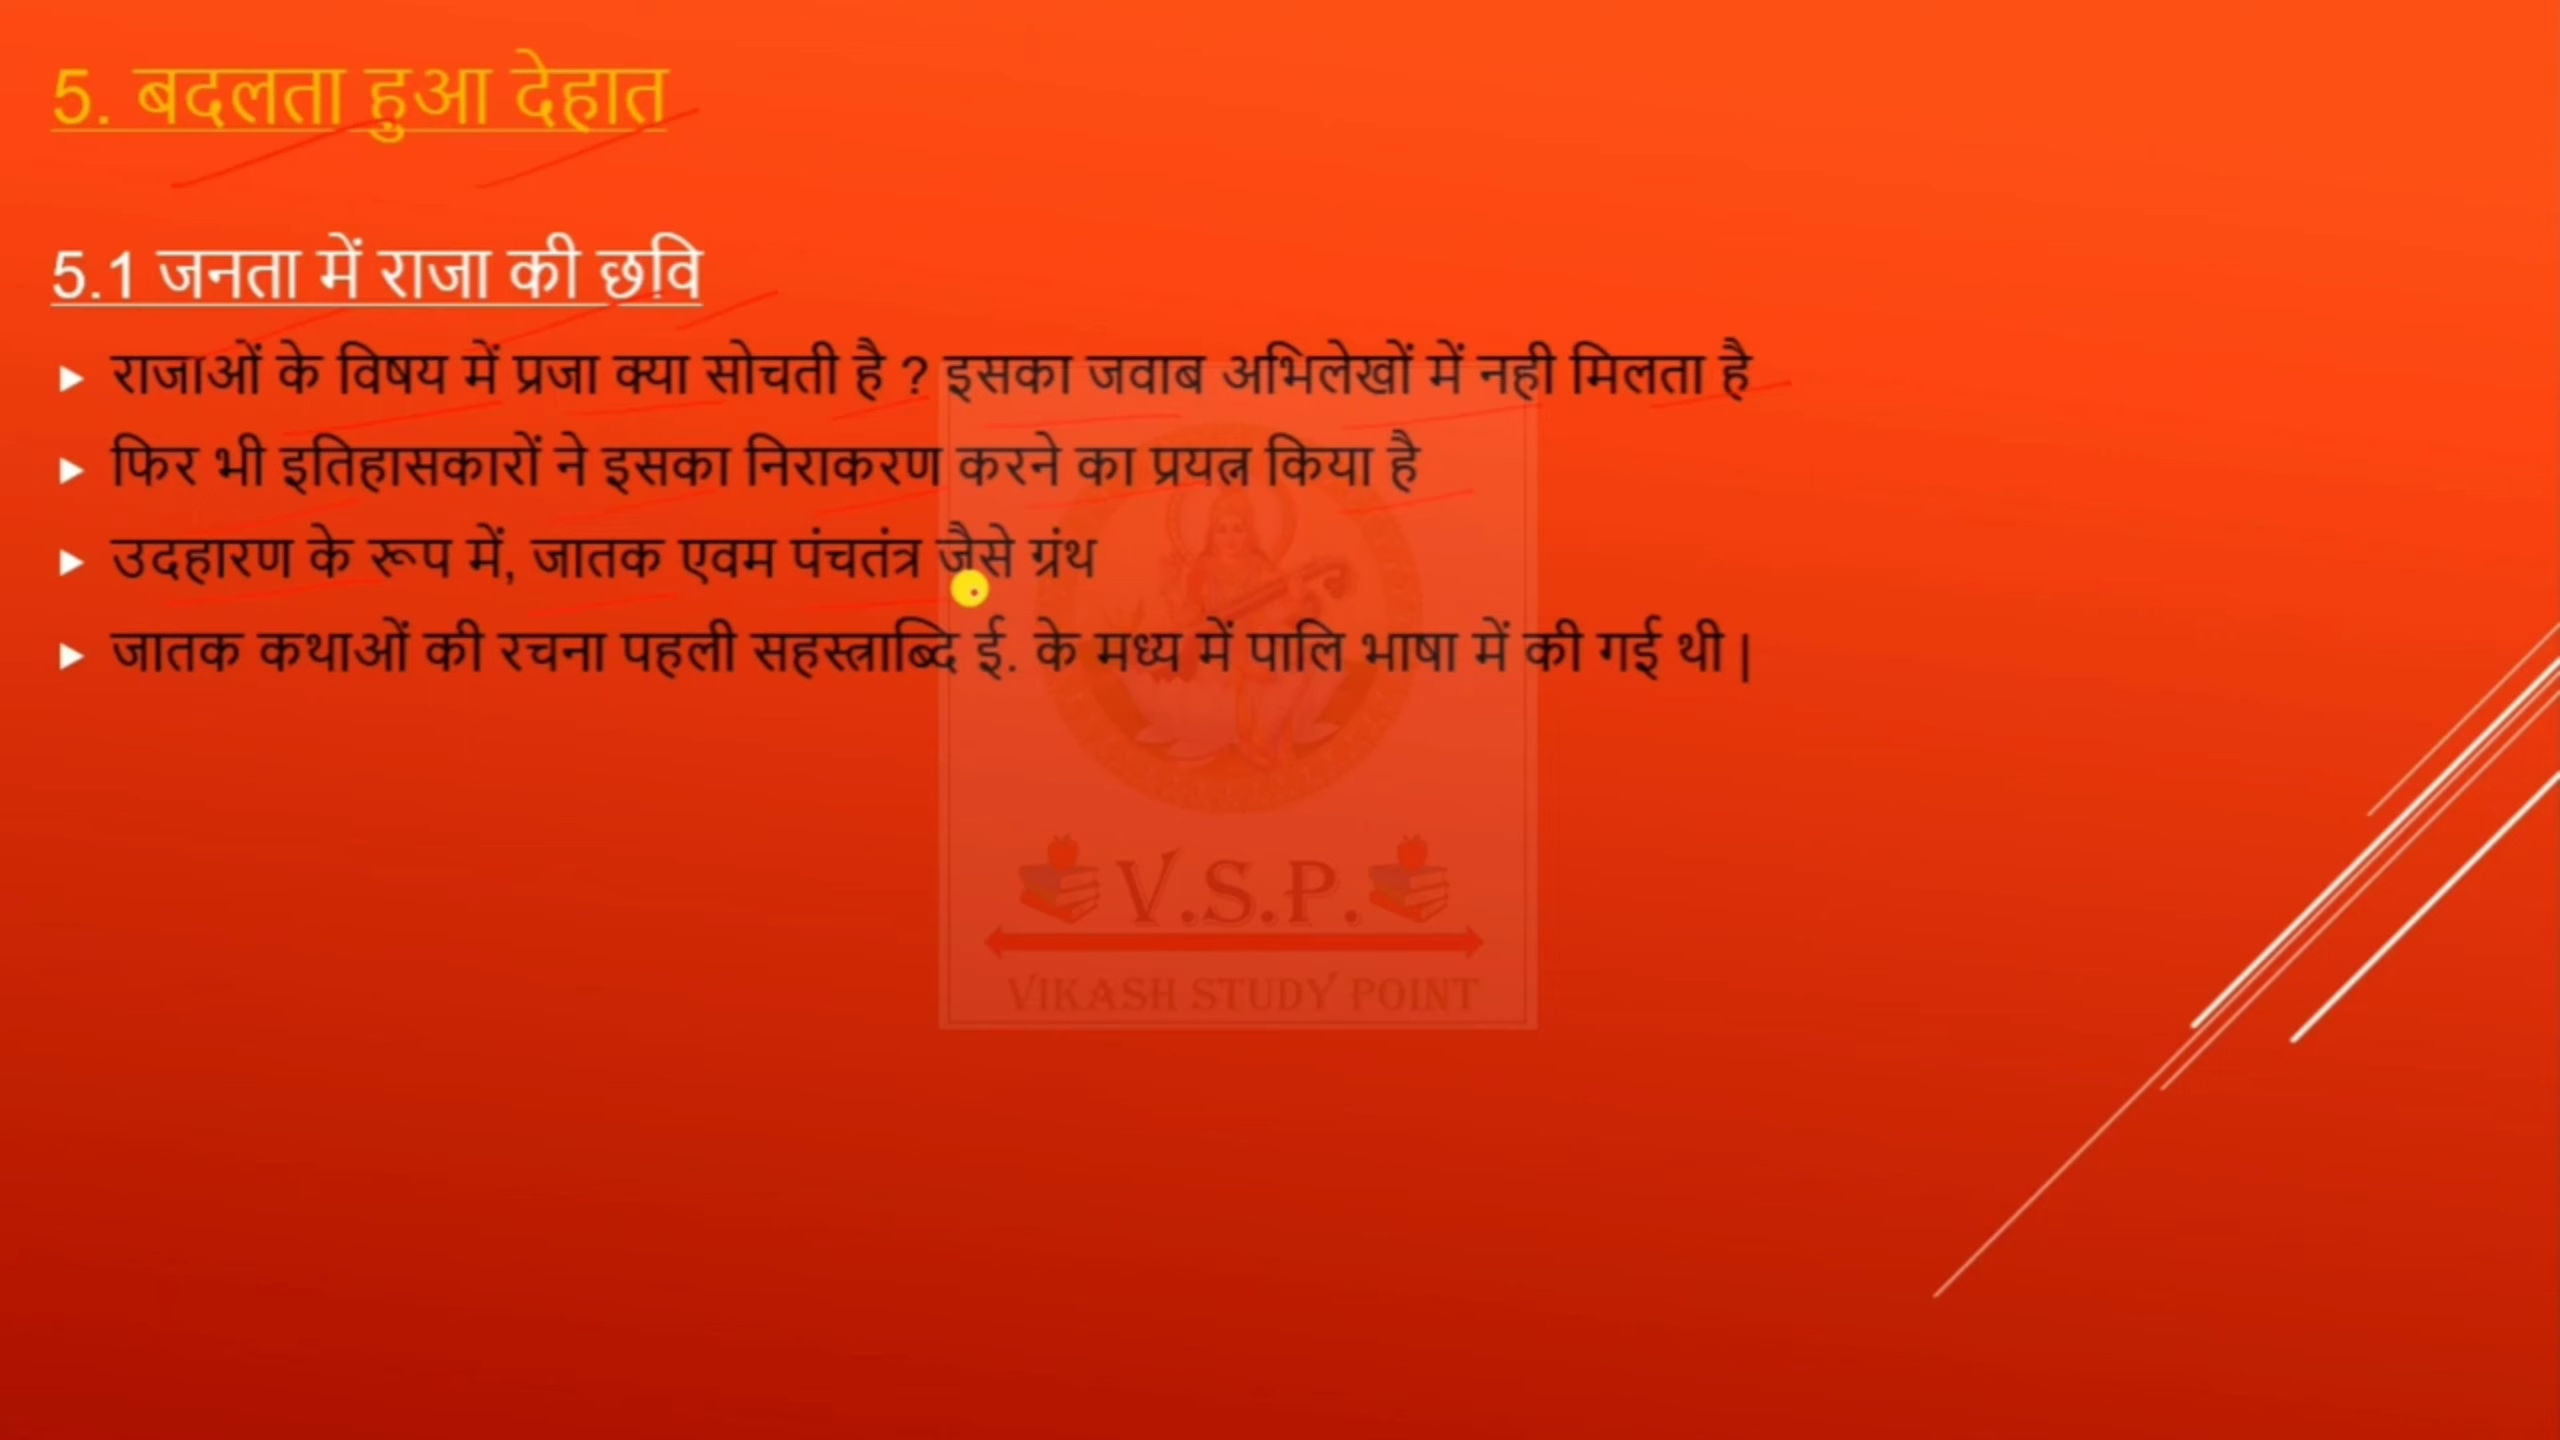 5. बदलता हुआ देहात
5.1 जनता में राजा की छवि
राजाओं के विषय में प्रजा क्या सोचती है ? इसका जवाब अभिलेखों में नही मिलता है
फिर भी इतिहासकारों ने इसका निराकरण करने का प्रयत्न किया है
उदहारण के रूप में, जातक एवम पंचतंत्र जैसे ग्रंथ
जातक कथाओं की रचना पहली सहस्त्राब्दि ई. के मध्य में पालि भाषा में की गई थी |
V.S.P.
VIKASH STUDY POINT